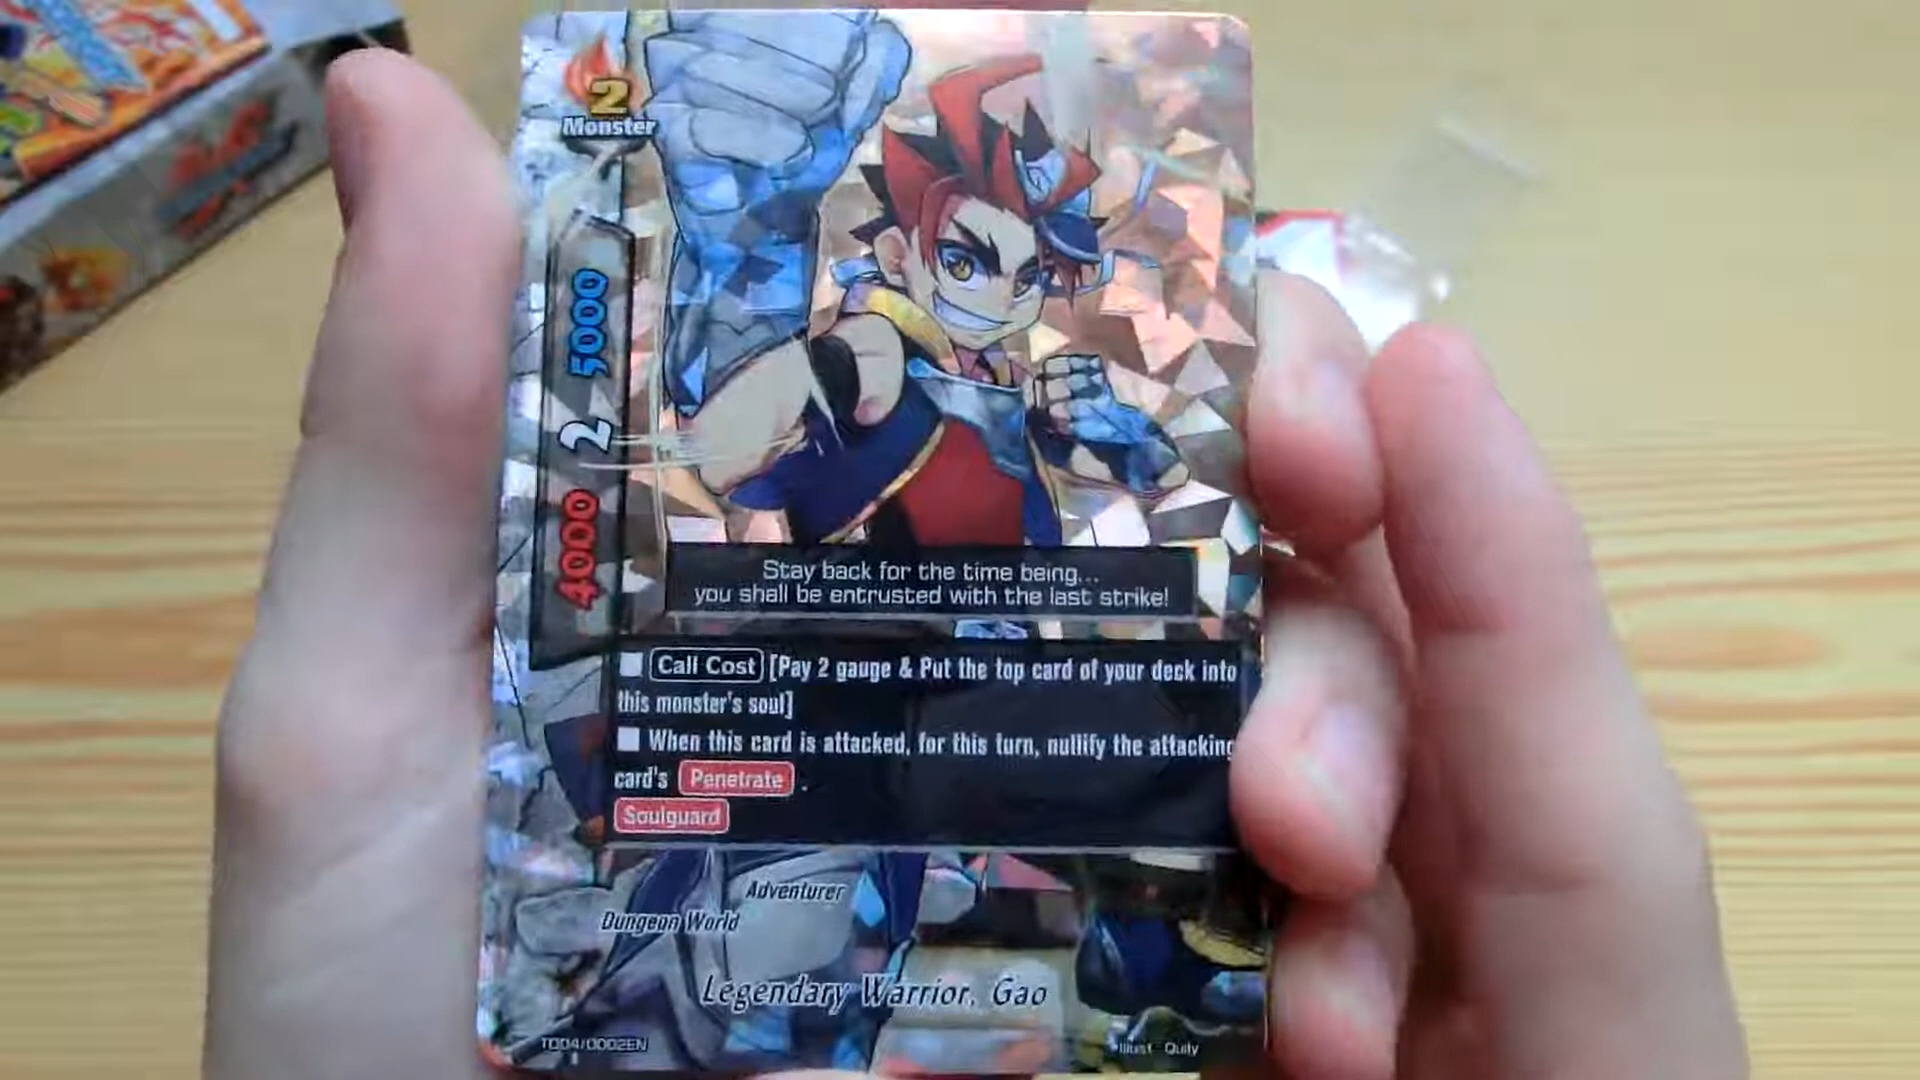 2
Monster
5000
2
4000
Stay back for the time being...
you shall be entrusted with the last strike!
Call Cost [Pay 2 gauge & Put the top card of your deck into
this monster's soul]
When this card is attacked, for this turn, nullify the attacking
card's Penetrate .
Soulguard
Adventurer
Dungeon World
Legendary Warrior, Gao
TD04/0002EN
Illust Quily